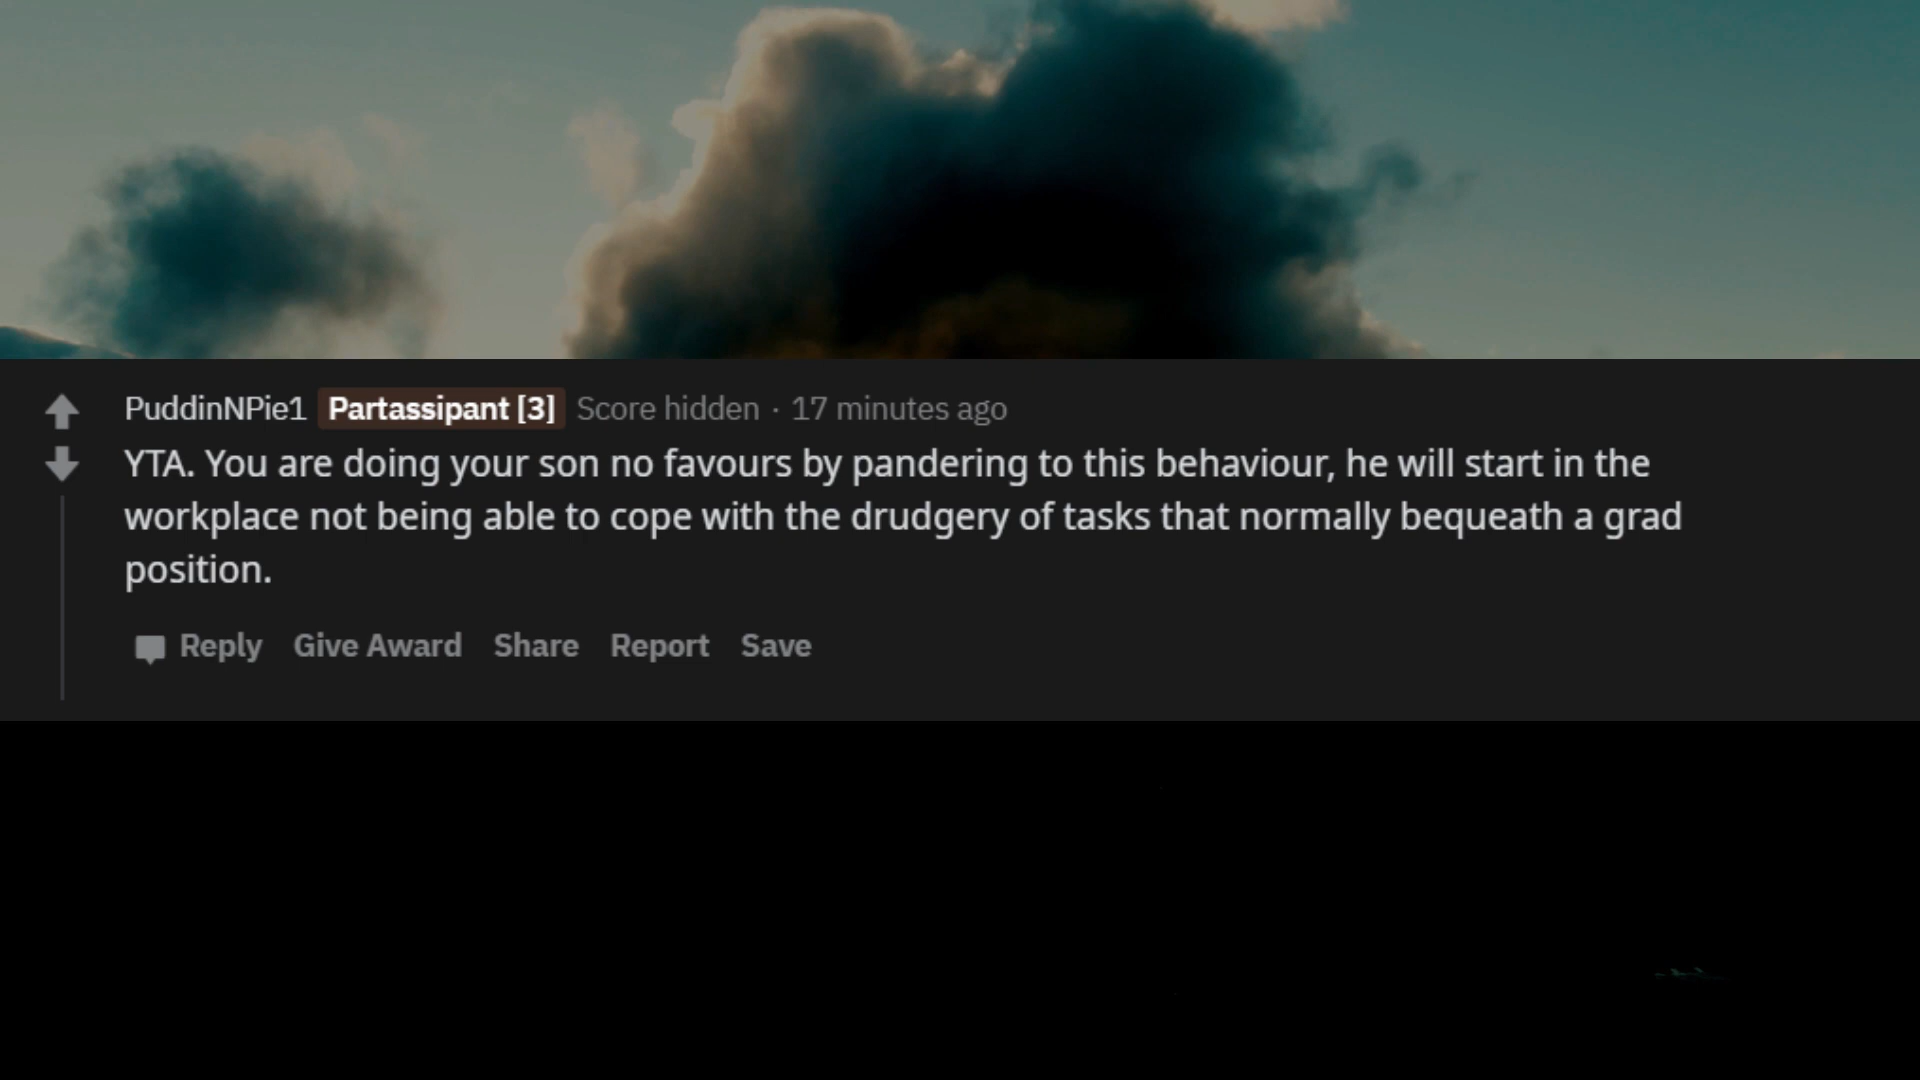 PuddinNPie1 Partassipant [3] Score hidden · 17 minutes ago
YTA. You are doing your son no favours by pandering to this behaviour, he will start in the
workplace not being able to cope with the drudgery of tasks that normally bequeath a grad
position.
Reply Give Award Share Report Save